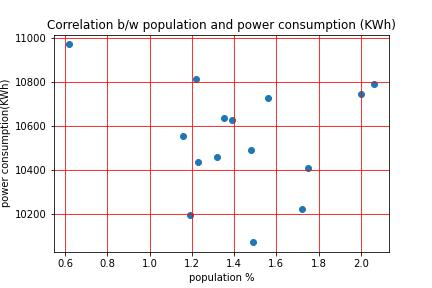 Correlation b/w population and power consumption (KWh)
11000
10800
10600
10400
10200
power consumption(KWh)
0.6 0.8 1.0 1.2 1.4 1.6 1.8 2.0
population %